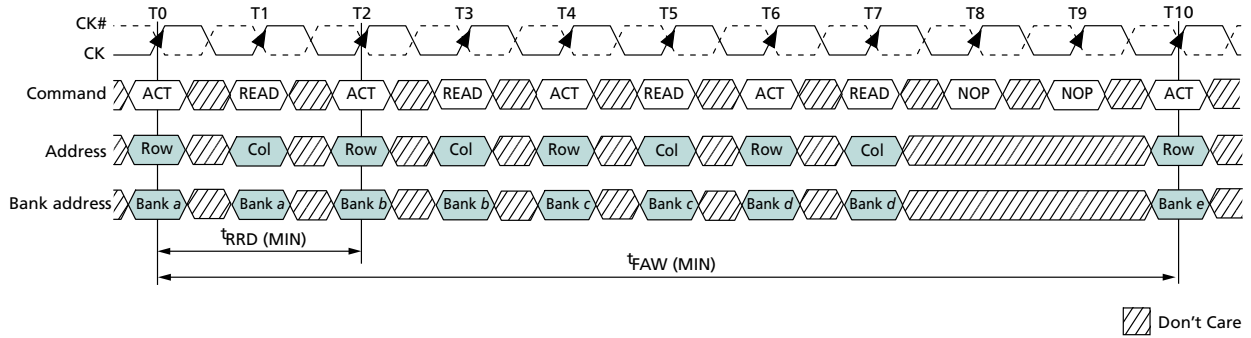 T0 T1 T2 T3 T4 T5 T6 T7 T8 T9 T10
CK#
CK
Command ACT READ ACT READ ACT READ ACT READ NOP NOP ACT
Address Row Col Row Col Row Col Row Col Row
Bank address Bank a Bank a Bank b Bank b Bank c Bank c Bank d Bank d Bank e
tRRD (MIN)
tFAW (MIN)
Don't Care